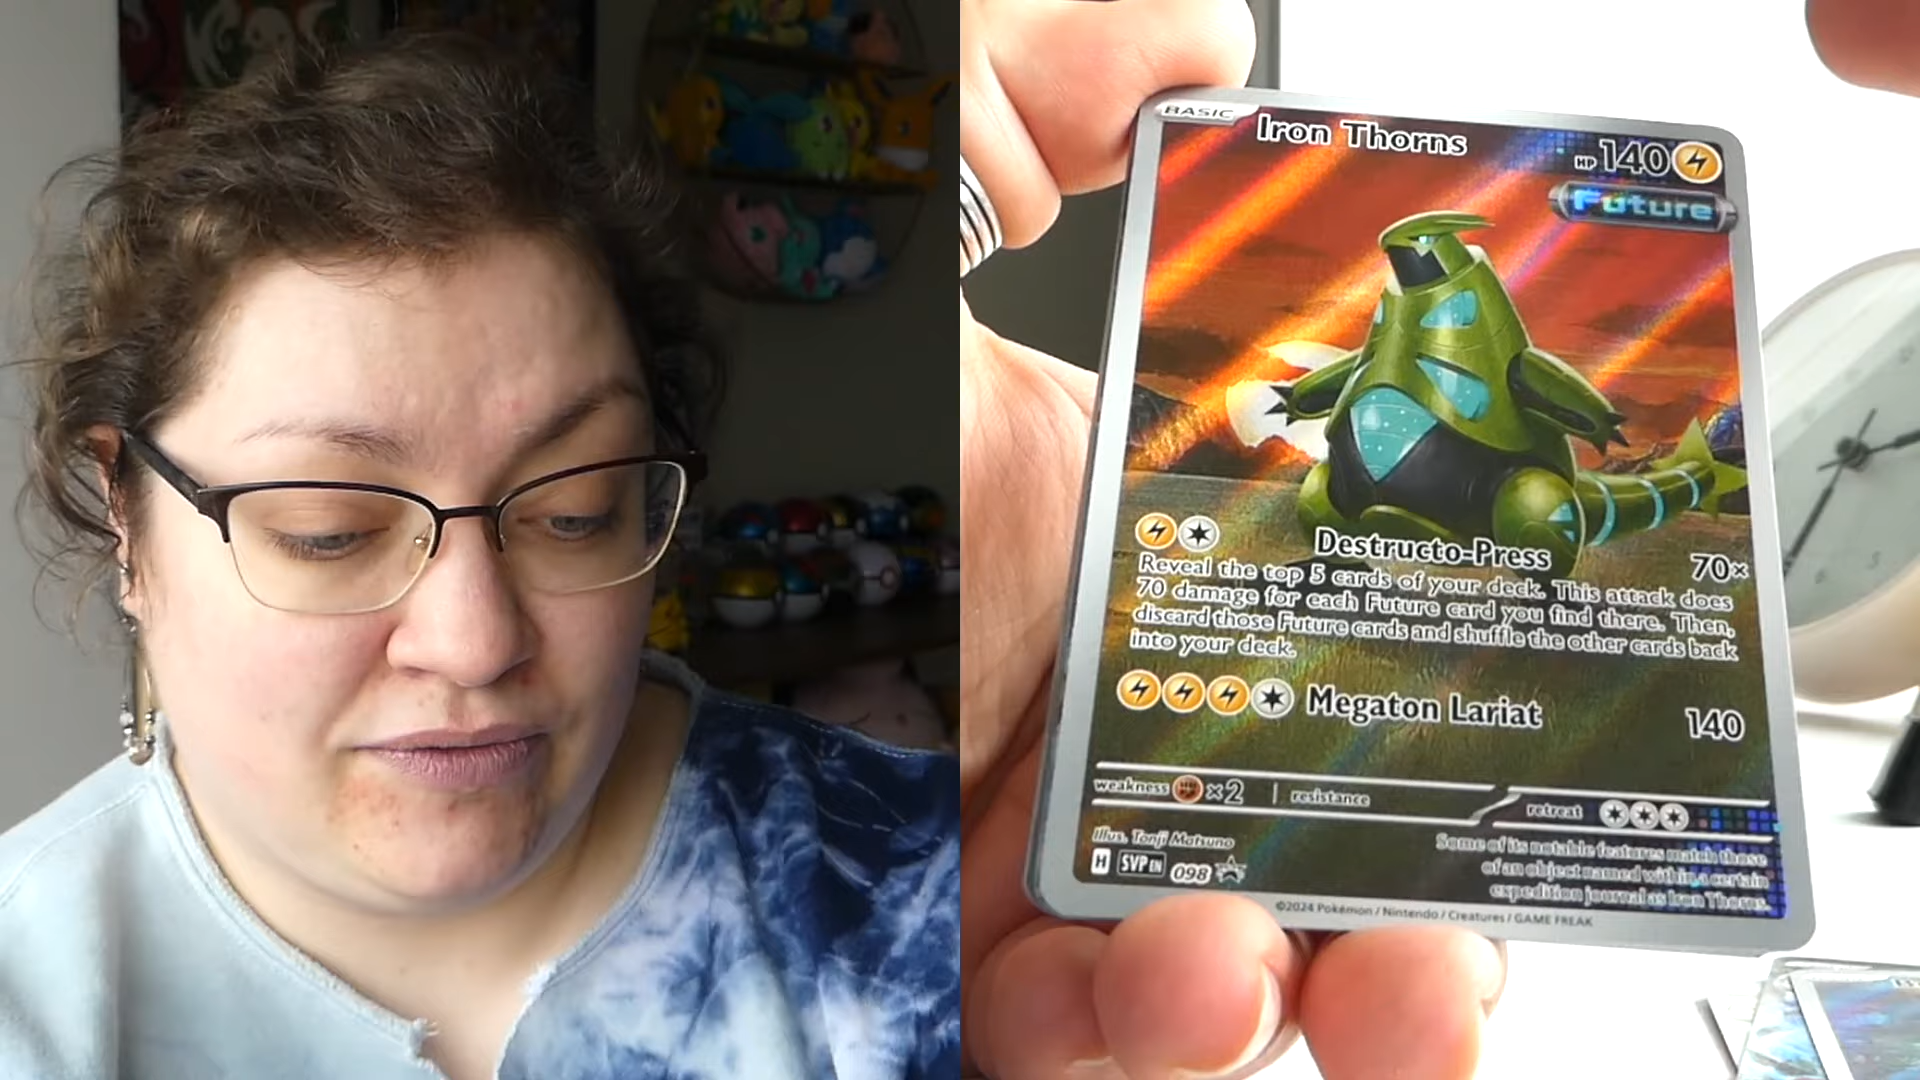 BASIC
Iron Thorns
HP 140
Future
Destructo-Press 70×
Reveal the top 5 cards of your deck. This attack does
70 damage for each Future card you find there. Then,
discard those Future cards and shuffle the other cards back
into your deck.
Megaton Lariat 140
weakness ×2 resistance
retreat
Illus. Tonji Matsuno
H SVP EN 098
Some of its notable features match those
of an object named within a certain
expedition journal as Iron Thorns.
©2024 Pokémon / Nintendo / Creatures / GAME FREAK